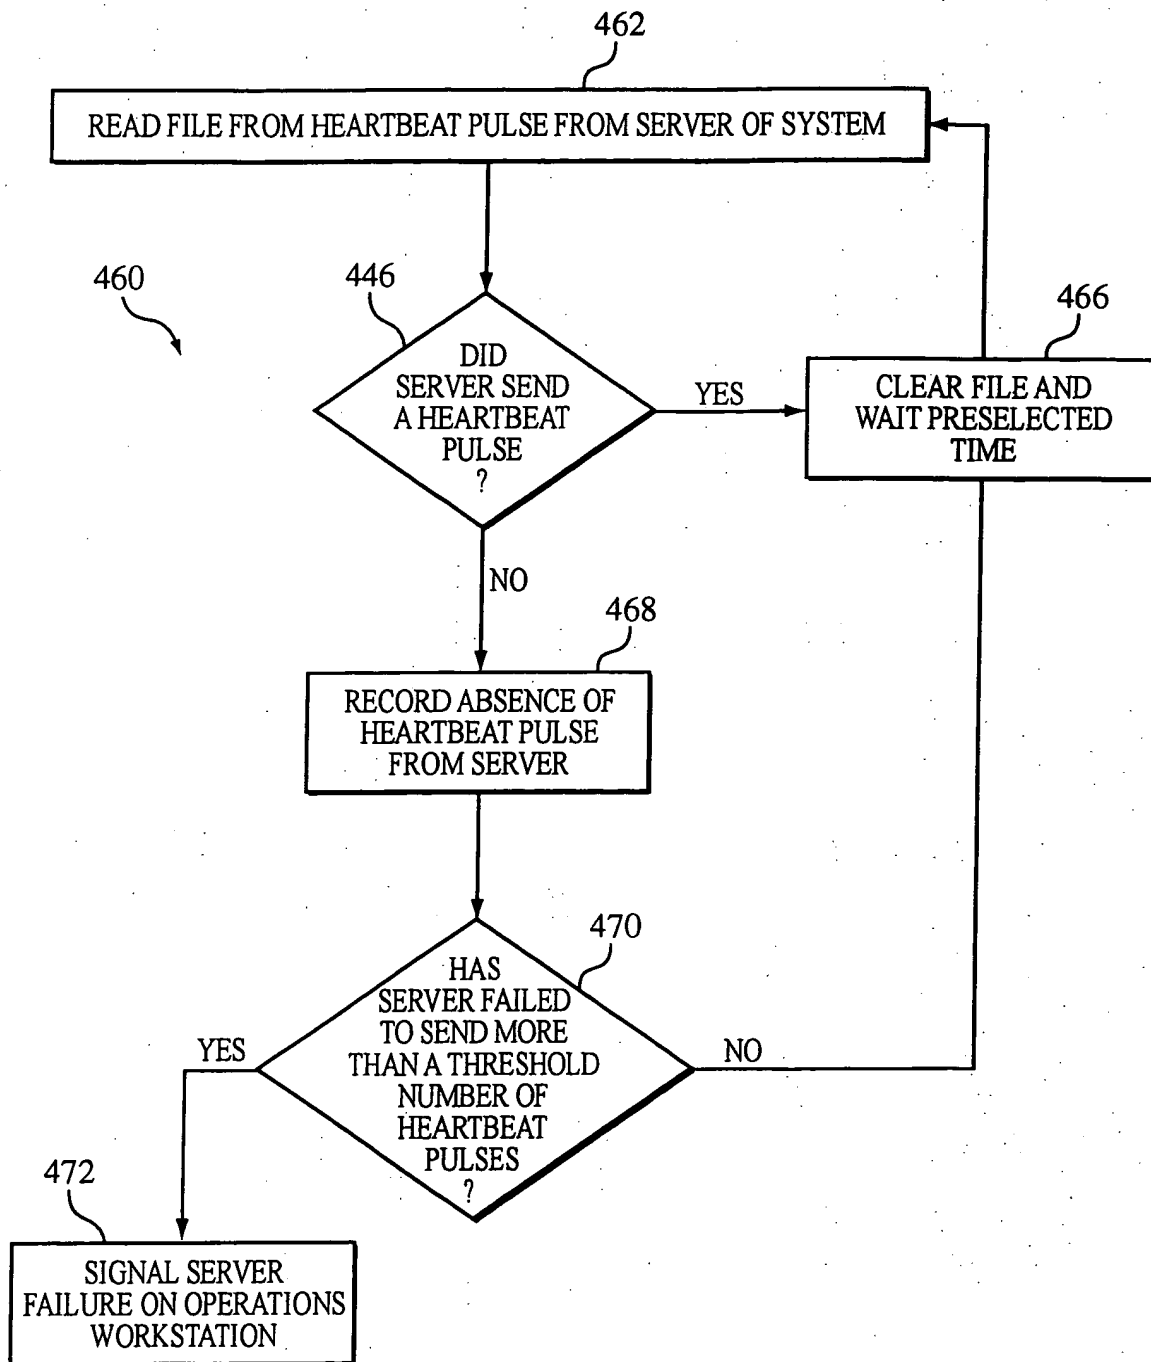 462
READ FILE FROM HEARTBEAT PULSE FROM SERVER OF SYSTEM
460
446
DID
SERVER SEND
A HEARTBEAT
PULSE
?
YES
466
CLEAR FILE AND
WAIT PRESELECTED
TIME
NO
468
RECORD ABSENCE OF
HEARTBEAT PULSE
FROM SERVER
470
HAS
SERVER FAILED
TO SEND MORE
THAN A THRESHOLD
NUMBER OF
HEARTBEAT
PULSES
?
YES
NO
472
SIGNAL SERVER
FAILURE ON OPERATIONS
WORKSTATION